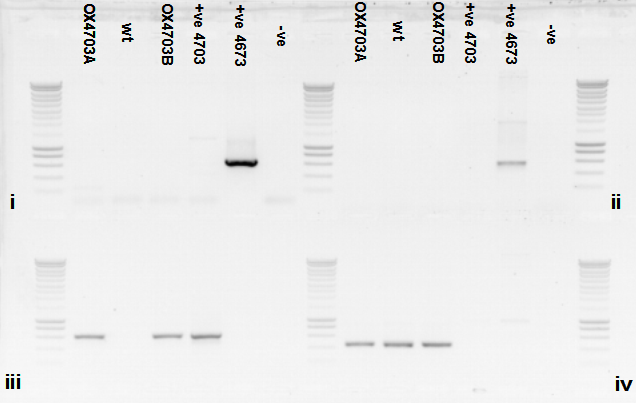 OX4703A
wt
OX4703B
+ve 4703
+ve 4673
-ve
OX4703A
wt
OX4703B
+ve 4703
+ve 4673
-ve
i
ii
iii
iv